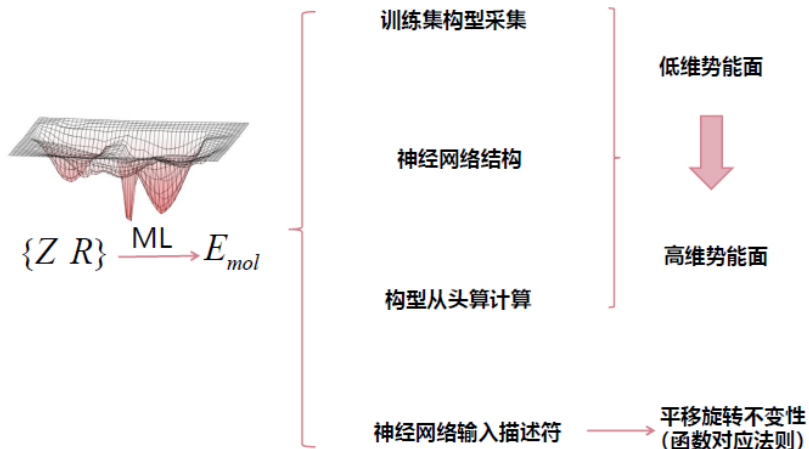 训练集构型采集
低维势能面
神经网络结构
ML
{Z R} E_mol
高维势能面
构型从头算计算
神经网络输入描述符
平移旋转不变性
（函数对应法则）